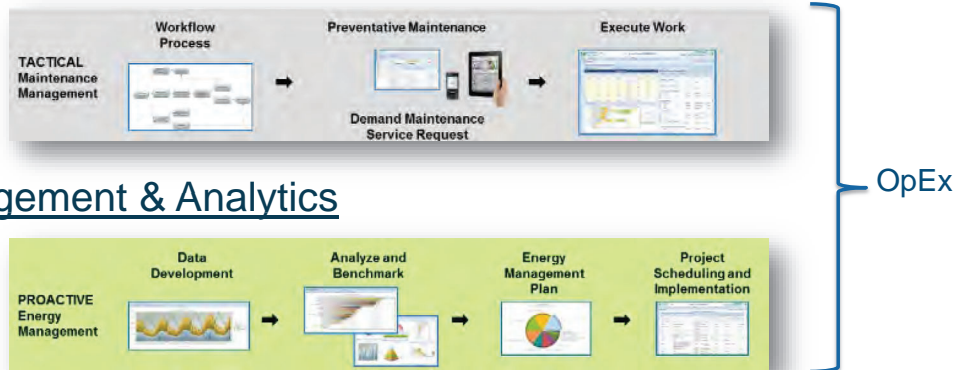 Workflow
Process
Preventative Maintenance
Execute Work
TACTICAL
Maintenance
Management
Demand Maintenance
Service Request
OpEx
gement & Analytics
Data
Development
Analyze and
Benchmark
Energy
Management
Plan
Project
Scheduling and
Implementation
PROACTIVE
Energy
Management